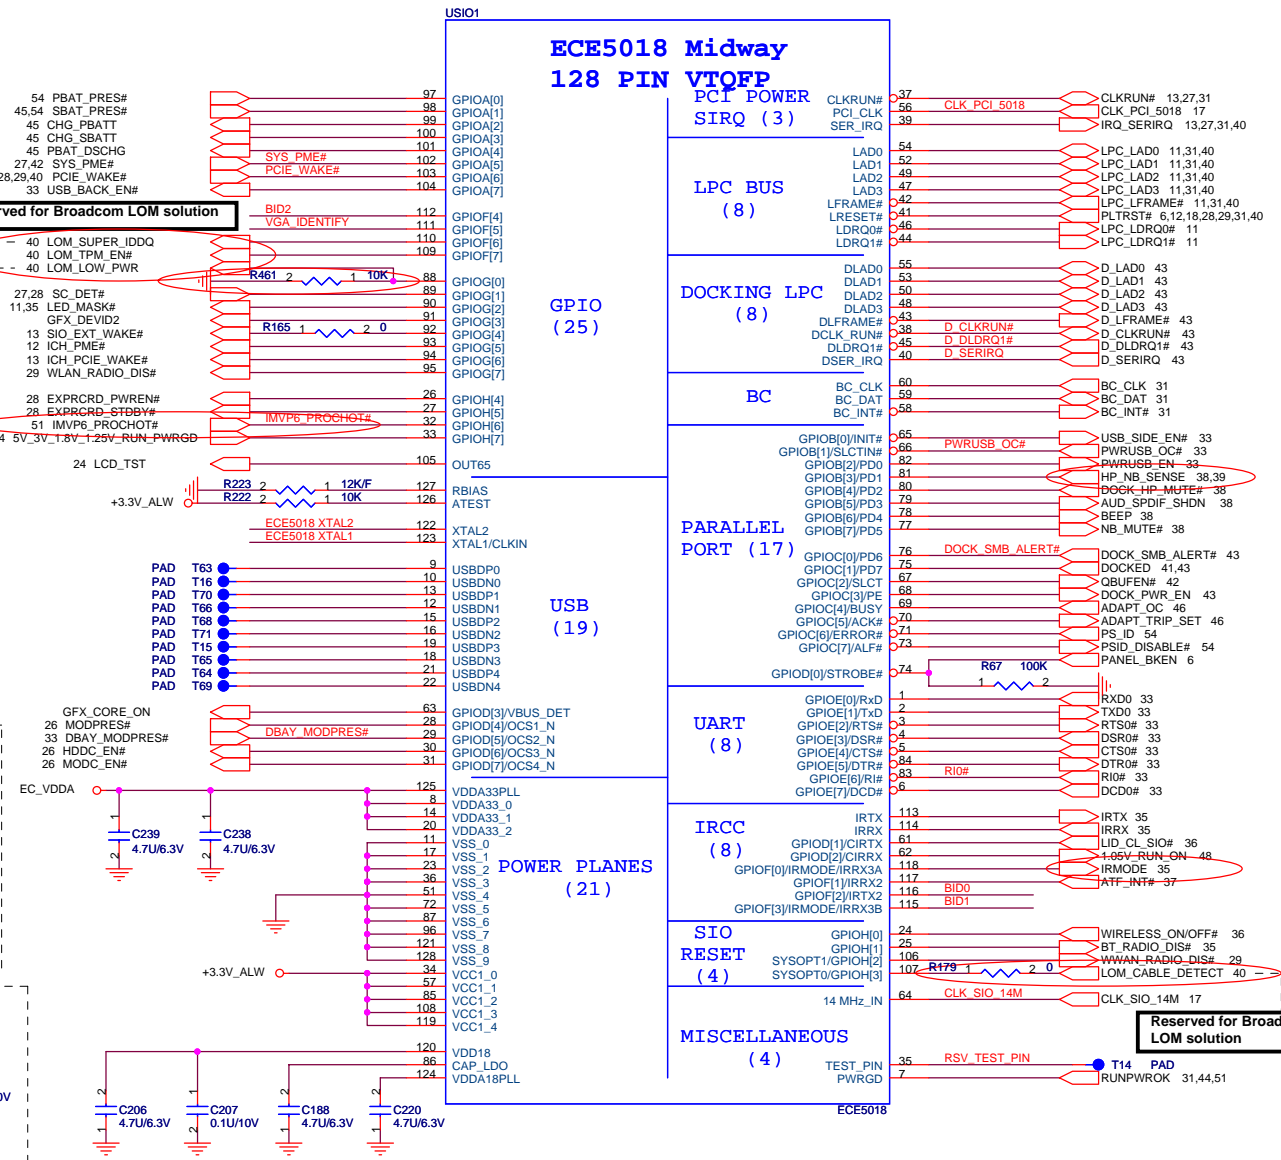 USIO1
ECE5018 Midway
128 PIN VTQFP
54 PBAT_PRES# 97 GPIOA[0]
45,54 SBAT_PRES# 98 GPIOA[1]
45 CHG_PBATT 99 GPIOA[2]
45 CHG_SBATT 100 GPIOA[3]
45 PBAT_DSCHG 101 GPIOA[4]
27,42 SYS_PME# SYS_PME# 102 GPIOA[5]
28,29,40 PCIE_WAKE# PCIE_WAKE# 103 GPIOA[6]
33 USB_BACK_EN# 104 GPIOA[7]
rved for Broadcom LOM solution
BID2 112 GPIOF[4]
VGA_IDENTIFY 111 GPIOF[5]
40 LOM_SUPER_IDDQ 110 GPIOF[6]
40 LOM_TPM_EN# 109 GPIOF[7]
40 LOM_LOW_PWR
R461 2 1 10K 88 GPIOG[0]
27,28 SC_DET# 89 GPIOG[1]
11,35 LED_MASK# 90 GPIOG[2]
GFX_DEVID2 91 GPIOG[3]
13 SIO_EXT_WAKE# R165 1 2 0 92 GPIOG[4]
12 ICH_PME# 93 GPIOG[5]
13 ICH_PCIE_WAKE# 94 GPIOG[6]
29 WLAN_RADIO_DIS# 95 GPIOG[7]
28 EXPRCRD_PWREN# 26 GPIOH[4]
28 EXPRCRD_STDBY# 27 GPIOH[5]
51 IMVP6_PROCHOT# IMVP6_PROCHOT# 32 GPIOH[6]
4 5V_3V_1.8V_1.25V_RUN_PWRGD 33 GPIOH[7]
24 LCD_TST 105 OUT65
R223 2 1 12K/F 127 RBIAS
+3.3V_ALW R222 2 1 10K 126 ATEST
ECE5018 XTAL2 122 XTAL2
ECE5018 XTAL1 123 XTAL1/CLKIN
PAD T63 9 USBDP0
PAD T16 10 USBDN0
PAD T70 13 USBDP1
PAD T66 12 USBDN1
PAD T68 15 USBDP2
PAD T71 16 USBDN2
PAD T15 19 USBDP3
PAD T65 18 USBDN3
PAD T64 21 USBDP4
PAD T69 22 USBDN4
GFX_CORE_ON 63 GPIOD[3]/VBUS_DET
26 MODPRES# 28 GPIOD[4]/OCS1_N
33 DBAY_MODPRES# DBAY_MODPRES# 29 GPIOD[5]/OCS2_N
26 HDDC_EN# 30 GPIOD[6]/OCS3_N
26 MODC_EN# 31 GPIOD[7]/OCS4_N
EC_VDDA 125 VDDA33PLL
8 VDDA33_0
14 VDDA33_1
20 VDDA33_2
1 2 C239 4.7U/6.3V
1 2 C238 4.7U/6.3V
11 VSS_0
17 VSS_1
23 VSS_2
36 VSS_3
51 VSS_4
72 VSS_5
87 VSS_6
96 VSS_7
121 VSS_8
128 VSS_9
+3.3V_ALW 34 VCC1_0
57 VCC1_1
85 VCC1_2
108 VCC1_3
119 VCC1_4
120 VDD18
86 CAP_LDO
124 VDDA18PLL
0V
2 1 C206 4.7U/6.3V
1 2 C207 0.1U/10V
2 1 C188 4.7U/6.3V
2 1 C220 4.7U/6.3V
GPIO
(25)
USB
(19)
POWER PLANES
(21)
PCI POWER
SIRQ (3)
CLKRUN# 37 CLKRUN# 13,27,31
PCI_CLK 56 CLK_PCI_5018 CLK_PCI_5018 17
SER_IRQ 39 IRQ_SERIRQ 13,27,31,40
LPC BUS
(8)
LAD0 54 LPC_LAD0 11,31,40
LAD1 52 LPC_LAD1 11,31,40
LAD2 49 LPC_LAD2 11,31,40
LAD3 47 LPC_LAD3 11,31,40
LFRAME# 42 LPC_LFRAME# 11,31,40
LRESET# 41 PLTRST# 6,12,18,28,29,31,40
LDRQ0# 46 LPC_LDRQ0# 11
LDRQ1# 44 LPC_LDRQ1# 11
DOCKING LPC
(8)
DLAD0 55 D_LAD0 43
DLAD1 53 D_LAD1 43
DLAD2 50 D_LAD2 43
DLAD3 48 D_LAD3 43
DLFRAME# 43 D_LFRAME# 43
DCLK_RUN# 38 D_CLKRUN# D_CLKRUN# 43
DLDRQ1# 45 D_DLDRQ1# D_DLDRQ1# 43
DSER_IRQ 40 D_SERIRQ D_SERIRQ 43
BC
BC_CLK 60 BC_CLK 31
BC_DAT 59 BC_DAT 31
BC_INT# 58 BC_INT# 31
PARALLEL
PORT (17)
GPIOB[0]/INIT# 65 USB_SIDE_EN# 33
GPIOB[1]/SLCTIN# 66 PWRUSB_OC# PWRUSB_OC# 33
GPIOB[2]/PD0 82 PWRUSB_EN 33
GPIOB[3]/PD1 81 HP_NB_SENSE 38,39
GPIOB[4]/PD2 80 DOCK_HP_MUTE# 38
GPIOB[5]/PD3 79 AUD_SPDIF_SHDN 38
GPIOB[6]/PD4 78 BEEP 38
GPIOB[7]/PD5 77 NB_MUTE# 38
GPIOC[0]/PD6 76 DOCK_SMB_ALERT# DOCK_SMB_ALERT# 43
GPIOC[1]/PD7 75 DOCKED 41,43
GPIOC[2]/SLCT 67 QBUFEN# 42
GPIOC[3]/PE 68 DOCK_PWR_EN 43
GPIOC[4]/BUSY 69 ADAPT_OC 46
GPIOC[5]/ACK# 70 ADAPT_TRIP_SET 46
GPIOC[6]/ERROR# 71 PS_ID 54
GPIOC[7]/ALF# 73 PSID_DISABLE# 54
PANEL_BKEN 6
GPIOD[0]/STROBE# 74 R67 100K 1 2
UART
(8)
GPIOE[0]/RxD 1 RXD0 33
GPIOE[1]/TxD 2 TXD0 33
GPIOE[2]/RTS# 3 RTS0# 33
GPIOE[3]/DSR# 4 DSR0# 33
GPIOE[4]/CTS# 5 CTS0# 33
GPIOE[5]/DTR# 84 DTR0# 33
GPIOE[6]/RI# 83 RI0# RI0# 33
GPIOE[7]/DCD# 6 DCD0# 33
IRCC
(8)
IRTX 113 IRTX 35
IRRX 114 IRRX 35
GPIOD[1]/CIRTX 61 LID_CL_SIO# 36
GPIOD[2]/CIRRX 62 1.05V_RUN_ON 48
GPIOF[0]/IRMODE/IRRX3A 118 IRMODE 35
GPIOF[1]/IRRX2 117 ATF_INT# 37
GPIOF[2]/IRTX2 116 BID0
GPIOF[3]/IRMODE/IRRX3B 115 BID1
SIO
RESET
(4)
GPIOH[0] 24 WIRELESS_ON/OFF# 36
GPIOH[1] 25 BT_RADIO_DIS# 35
SYSOPT1/GPIOH[2] 106 WWAN_RADIO_DIS# 29
SYSOPT0/GPIOH[3] 107 R179 1 2 0 LOM_CABLE_DETECT 40
14 MHz_IN 64 CLK_SIO_14M CLK_SIO_14M 17
MISCELLANEOUS
(4)
Reserved for Broad
LOM solution
TEST_PIN 35 RSV_TEST_PIN T14 PAD
PWRGD 7 RUNPWROK 31,44,51
ECE5018